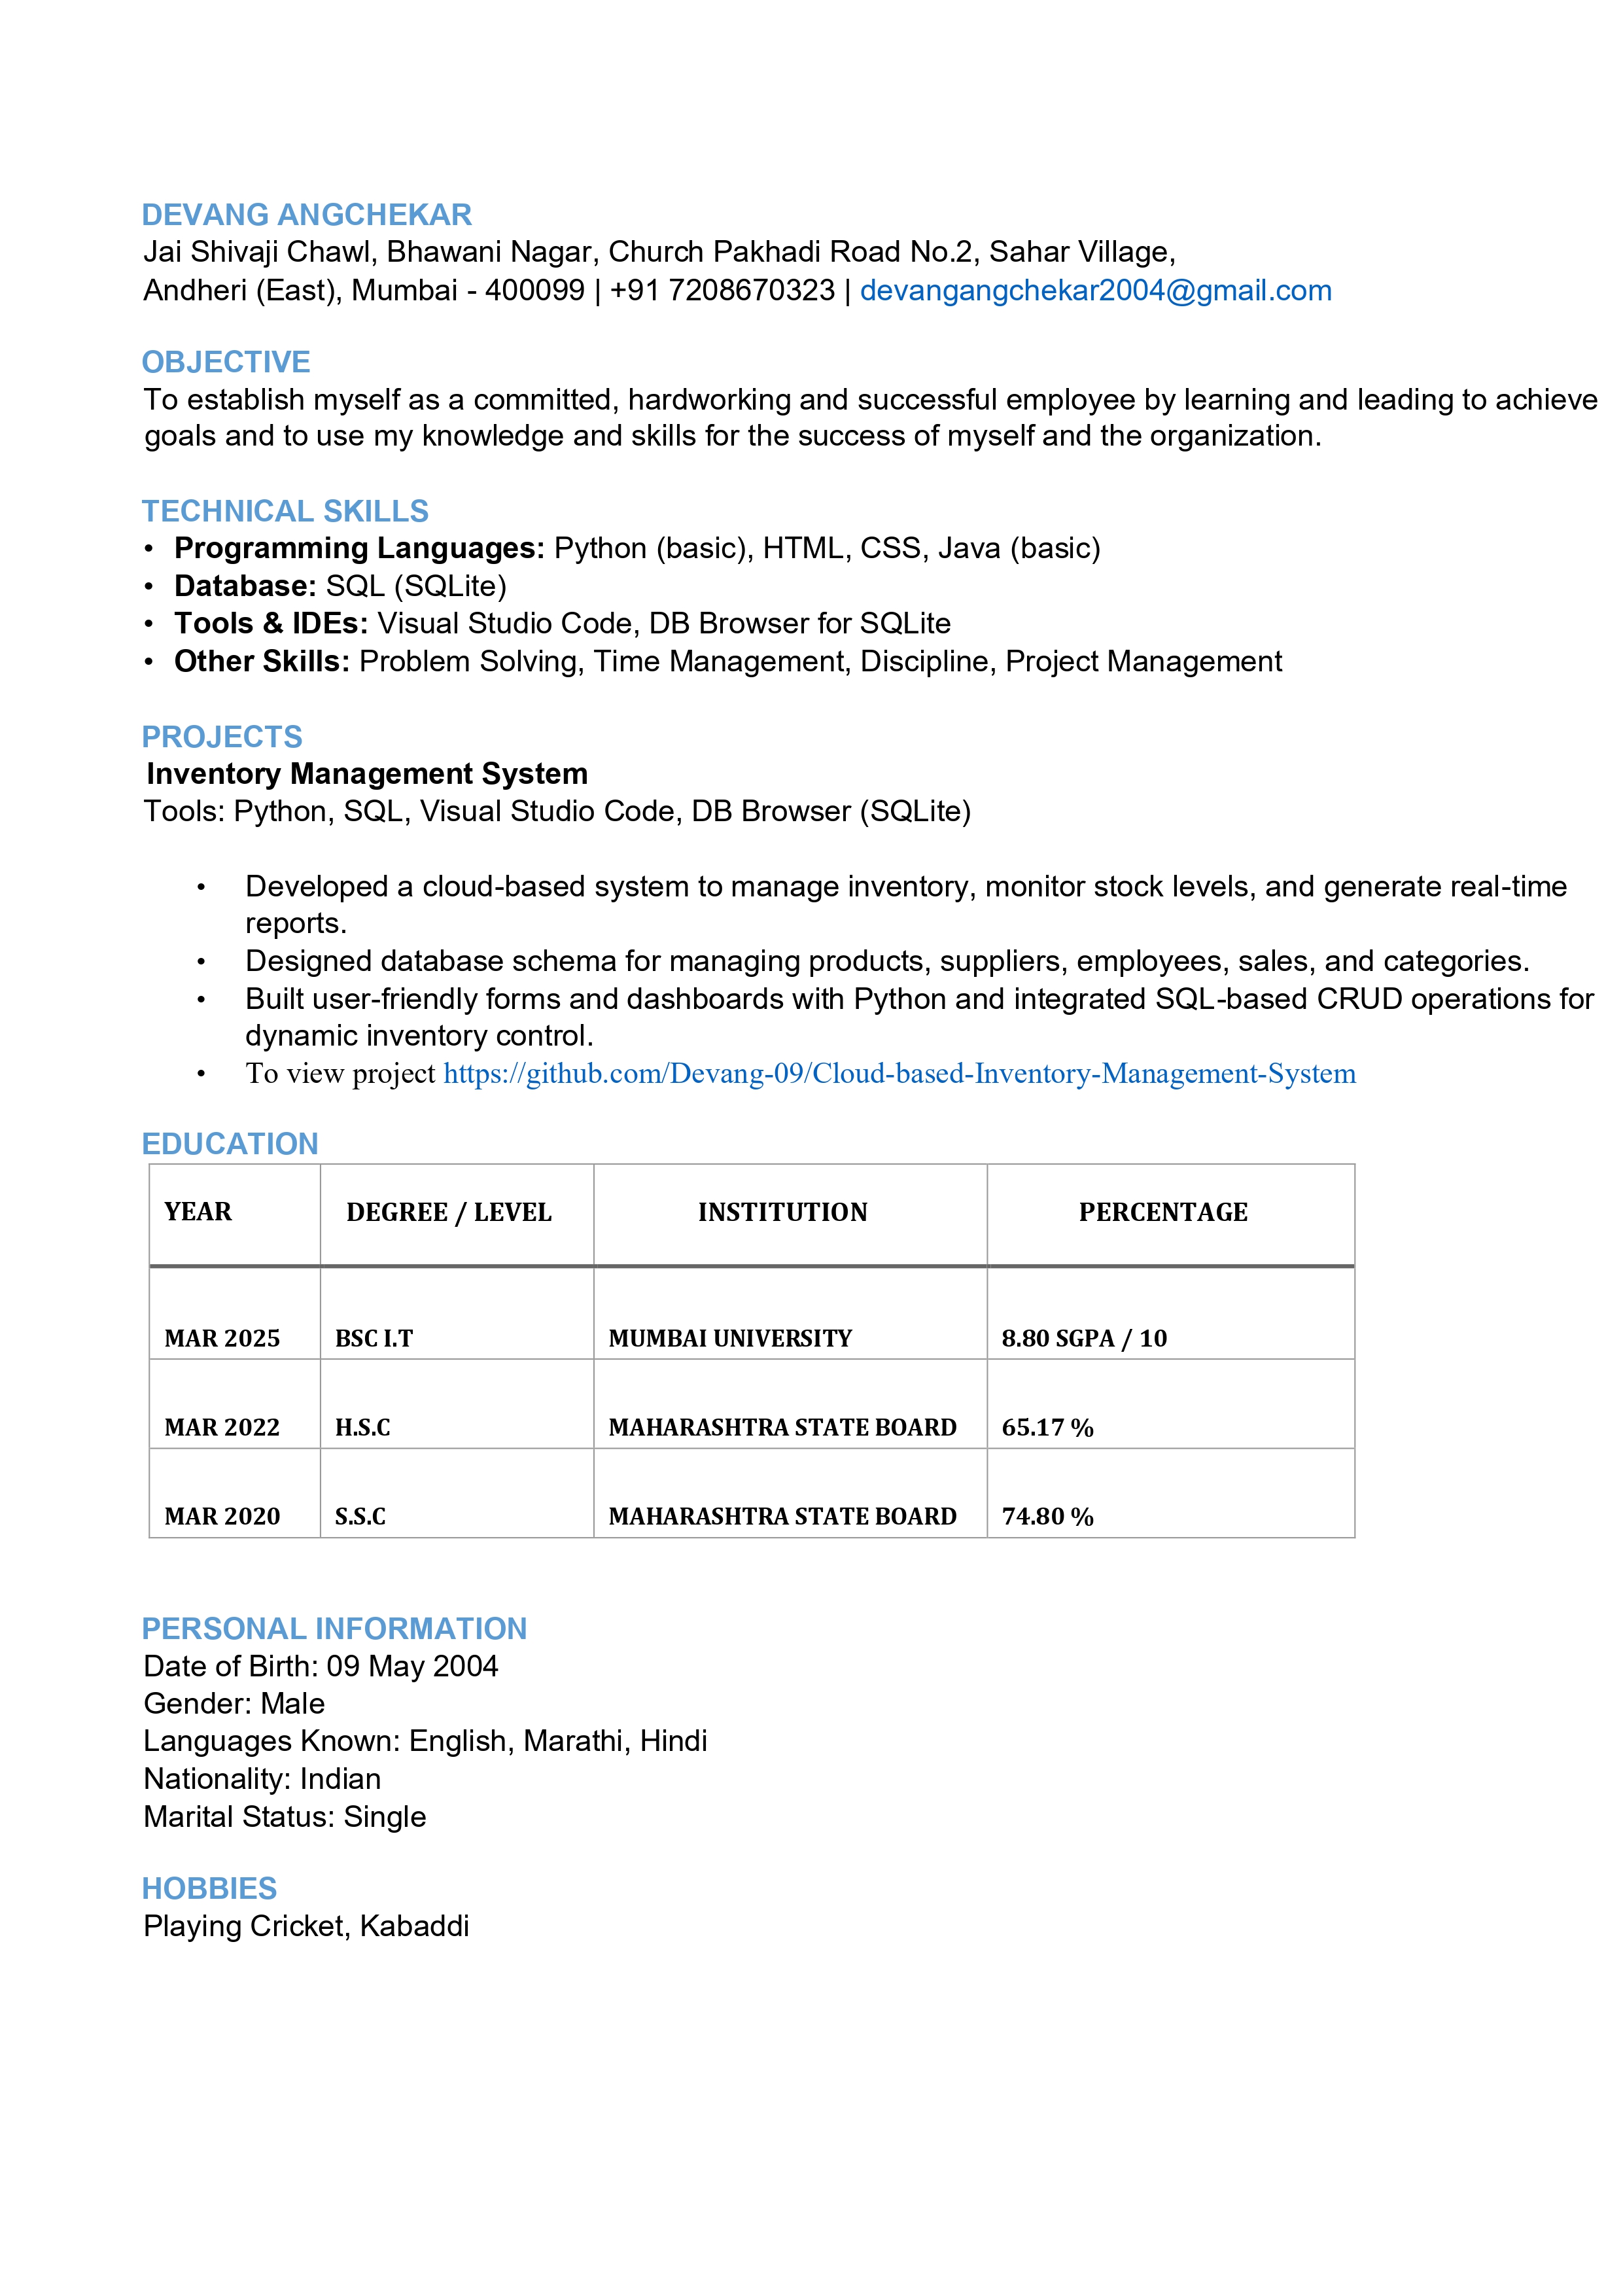 DEVANG ANGCHEKAR
Jai Shivaji Chawl, Bhawani Nagar, Church Pakhadi Road No.2, Sahar Village,
Andheri (East), Mumbai - 400099 | +91 7208670323 | devangangchekar2004@gmail.com
OBJECTIVE
To establish myself as a committed, hardworking and successful employee by learning and leading to achieve
goals and to use my knowledge and skills for the success of myself and the organization.
TECHNICAL SKILLS
• Programming Languages: Python (basic), HTML, CSS, Java (basic)
• Database: SQL (SQLite)
• Tools & IDEs: Visual Studio Code, DB Browser for SQLite
• Other Skills: Problem Solving, Time Management, Discipline, Project Management
PROJECTS
Inventory Management System
Tools: Python, SQL, Visual Studio Code, DB Browser (SQLite)
• Developed a cloud-based system to manage inventory, monitor stock levels, and generate real-time
reports.
• Designed database schema for managing products, suppliers, employees, sales, and categories.
• Built user-friendly forms and dashboards with Python and integrated SQL-based CRUD operations for
dynamic inventory control.
• To view project https://github.com/Devang-09/Cloud-based-Inventory-Management-System
EDUCATION
YEAR DEGREE / LEVEL INSTITUTION PERCENTAGE
MAR 2025 BSC I.T MUMBAI UNIVERSITY 8.80 SGPA / 10
MAR 2022 H.S.C MAHARASHTRA STATE BOARD 65.17 %
MAR 2020 S.S.C MAHARASHTRA STATE BOARD 74.80 %
PERSONAL INFORMATION
Date of Birth: 09 May 2004
Gender: Male
Languages Known: English, Marathi, Hindi
Nationality: Indian
Marital Status: Single
HOBBIES
Playing Cricket, Kabaddi